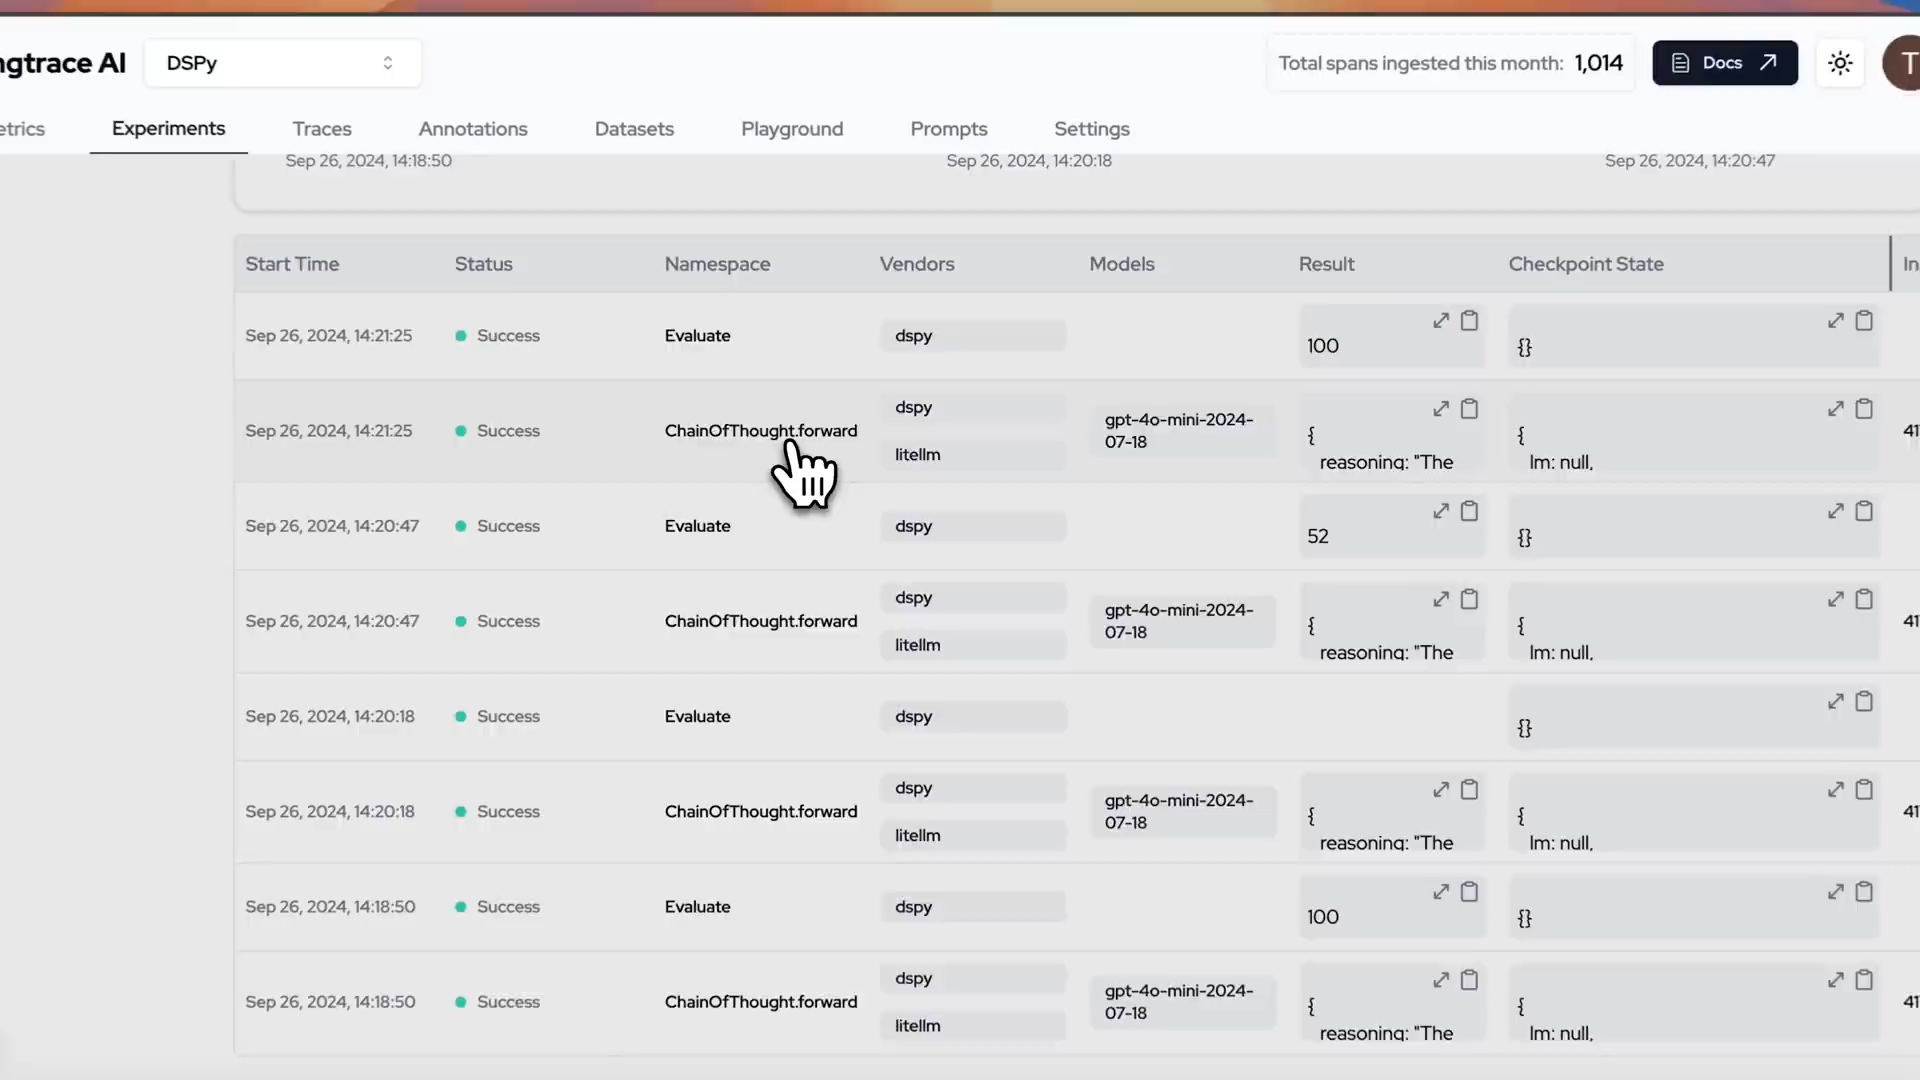 ngtrace AI
DSPy
Total spans ingested this month: 1,014
Docs
T
etrics
Experiments
Traces
Annotations
Datasets
Playground
Prompts
Settings
Sep 26, 2024, 14:18:50
Sep 26, 2024, 14:20:18
Sep 26, 2024, 14:20:47
Start Time
Status
Namespace
Vendors
Models
Result
Checkpoint State
In
Sep 26, 2024, 14:21:25
Success
Evaluate
dspy
100
{}
Sep 26, 2024, 14:21:25
Success
ChainOfThought.forward
dspy
litellm
gpt-4o-mini-2024-
07-18
{
reasoning: "The
{
lm: null,
41
Sep 26, 2024, 14:20:47
Success
Evaluate
dspy
52
{}
Sep 26, 2024, 14:20:47
Success
ChainOfThought.forward
dspy
litellm
gpt-4o-mini-2024-
07-18
{
reasoning: "The
{
lm: null,
41
Sep 26, 2024, 14:20:18
Success
Evaluate
dspy
{}
Sep 26, 2024, 14:20:18
Success
ChainOfThought.forward
dspy
litellm
gpt-4o-mini-2024-
07-18
{
reasoning: "The
{
lm: null,
41
Sep 26, 2024, 14:18:50
Success
Evaluate
dspy
100
{}
Sep 26, 2024, 14:18:50
Success
ChainOfThought.forward
dspy
litellm
gpt-4o-mini-2024-
07-18
{
reasoning: "The
{
lm: null,
41